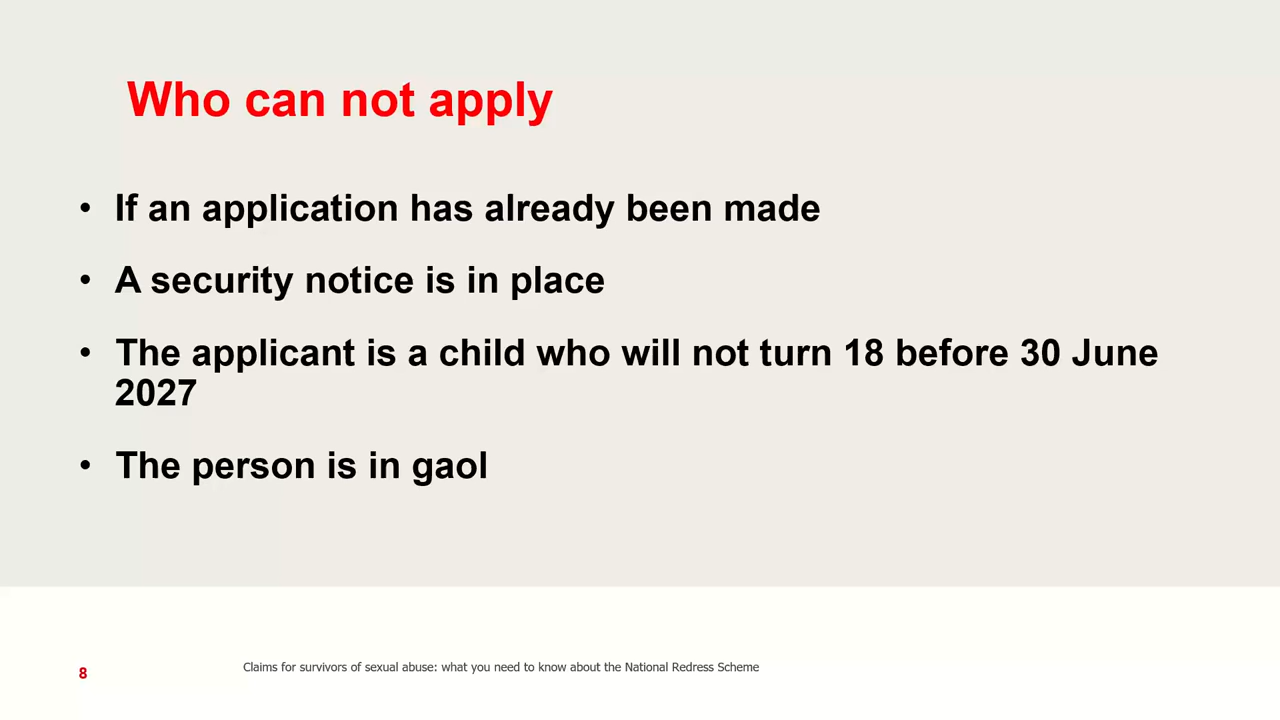 Who can not apply
• If an application has already been made
• A security notice is in place
• The applicant is a child who will not turn 18 before 30 June
2027
• The person is in gaol
8
Claims for survivors of sexual abuse: what you need to know about the National Redress Scheme